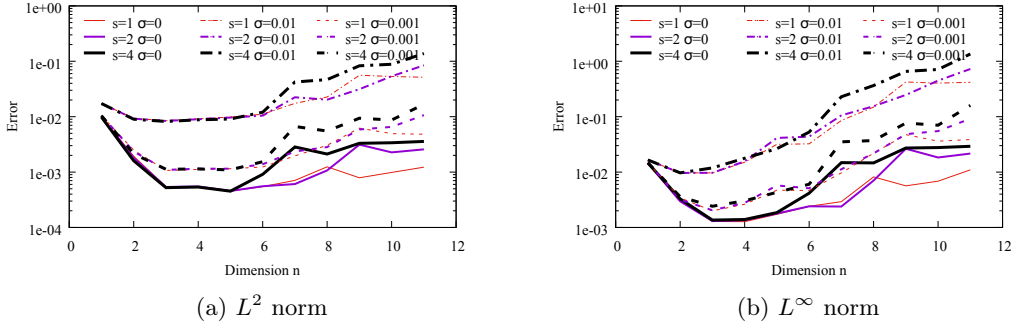 1e+00
1e-01
1e-02
1e-03
1e-04
Error
0 2 4 6 8 10 12
Dimension n
s=1 σ=0
s=2 σ=0
s=4 σ=0
s=1 σ=0.01
s=2 σ=0.01
s=4 σ=0.01
s=1 σ=0.001
s=2 σ=0.001
s=4 σ=0.001
(a) L² norm
1e+01
1e+00
1e-01
1e-02
1e-03
Error
0 2 4 6 8 10 12
Dimension n
s=1 σ=0
s=2 σ=0
s=4 σ=0
s=1 σ=0.01
s=2 σ=0.01
s=4 σ=0.01
s=1 σ=0.001
s=2 σ=0.001
s=4 σ=0.001
(b) L∞ norm